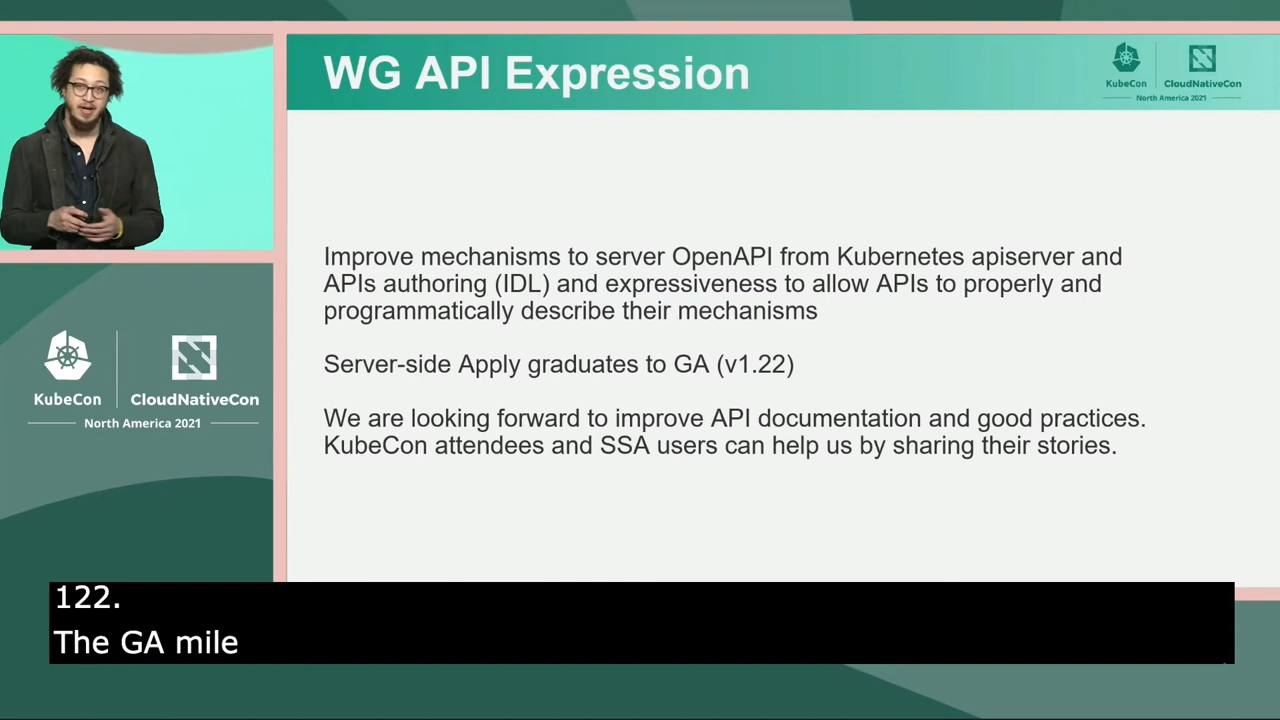 WG API Expression
KubeCon
CloudNativeCon
North America 2021
Improve mechanisms to server OpenAPI from Kubernetes apiserver and
APIs authoring (IDL) and expressiveness to allow APIs to properly and
programmatically describe their mechanisms
Server-side Apply graduates to GA (v1.22)
We are looking forward to improve API documentation and good practices.
KubeCon attendees and SSA users can help us by sharing their stories.
KubeCon
CloudNativeCon
North America 2021
122.
The GA mile